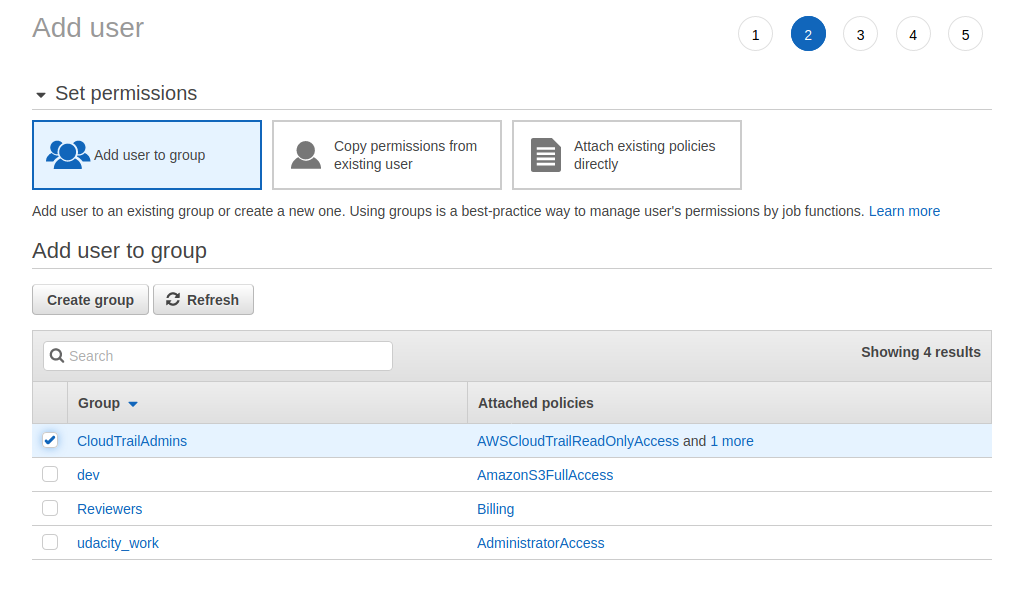 Add user
1 2 3 4 5
Set permissions
Add user to group
Copy permissions from
existing user
Attach existing policies
directly
Add user to an existing group or create a new one. Using groups is a best-practice way to manage user's permissions by job functions. Learn more
Add user to group
Create group Refresh
Search Showing 4 results
Group Attached policies
CloudTrailAdmins AWSCloudTrailReadOnlyAccess and 1 more
dev AmazonS3FullAccess
Reviewers Billing
udacity_work AdministratorAccess